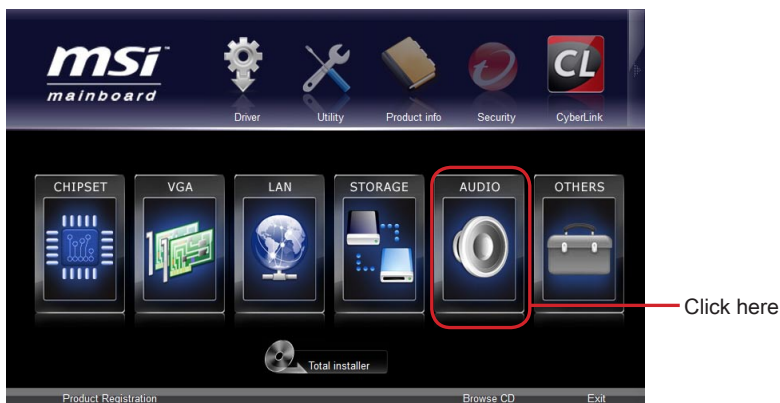 msi™
mainboard
Driver Utility Product info Security CyberLink
CL
CHIPSET VGA LAN STORAGE AUDIO OTHERS
Click here
Total installer
Product Registration Browse CD Exit